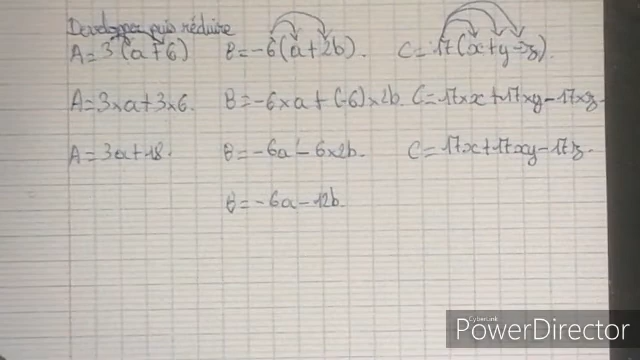 Developper puis réduire
A = 3(a+6) B = -6(a+2b). C = 17(x+y-z).
A = 3×a+3×6. B = -6×a+(-6)×2b. C = 17×x+17×y-17×z.
A = 3a+18. B = -6a-6×2b. C = 17x+17xy-17z.
B = -6a-12b.
CyberLink
PowerDirector